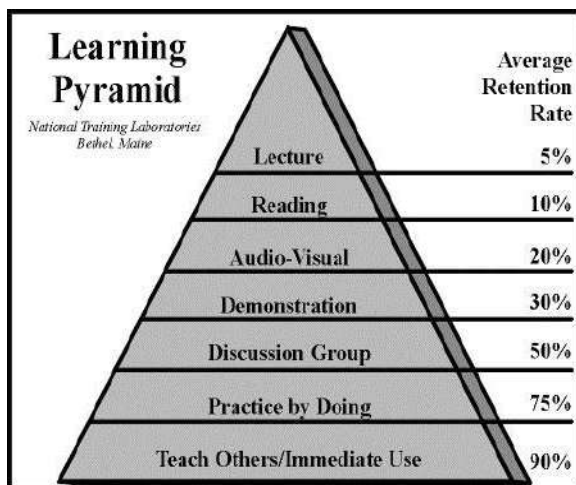 Learning
Pyramid
National Training Laboratories
Bethel, Maine
Average
Retention
Rate
Lecture 5%
Reading 10%
Audio-Visual 20%
Demonstration 30%
Discussion Group 50%
Practice by Doing 75%
Teach Others/Immediate Use 90%